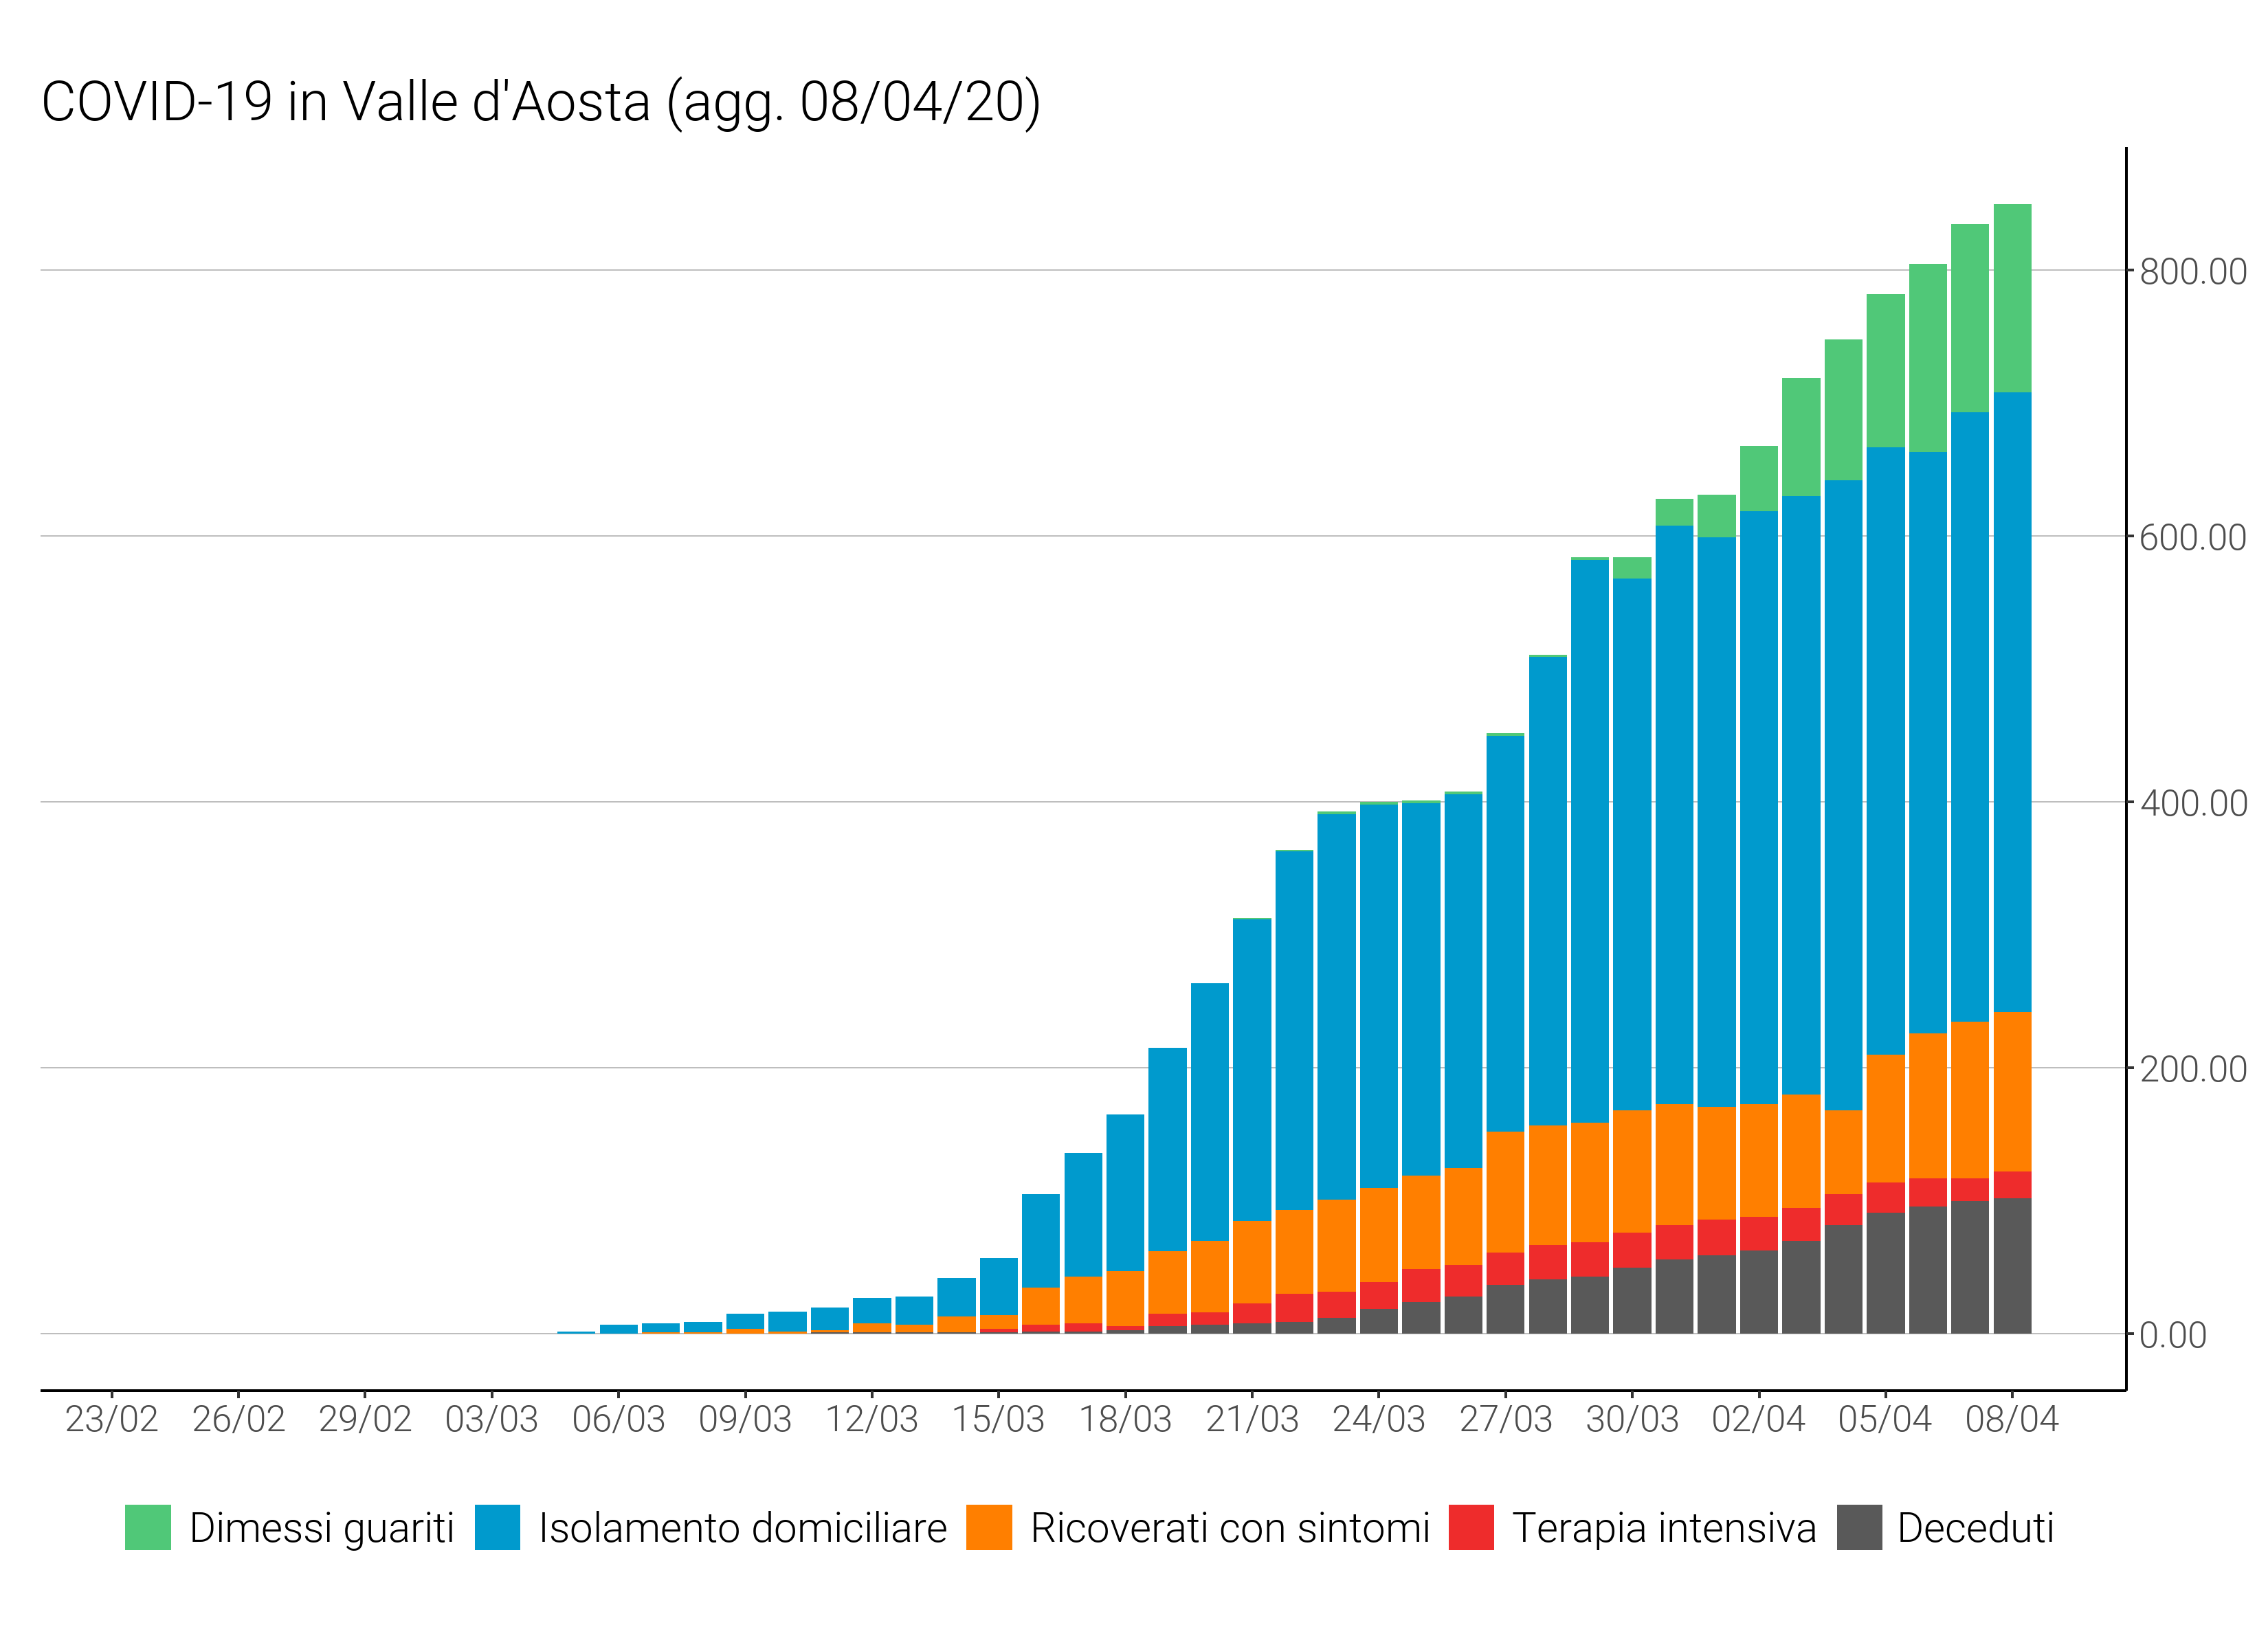 COVID-19 in Valle d'Aosta (agg. 08/04/20)
800.00
600.00
400.00
200.00
0.00
23/02 26/02 29/02 03/03 06/03 09/03 12/03 15/03 18/03 21/03 24/03 27/03 30/03 02/04 05/04 08/04
Dimessi guariti Isolamento domiciliare Ricoverati con sintomi Terapia intensiva Deceduti